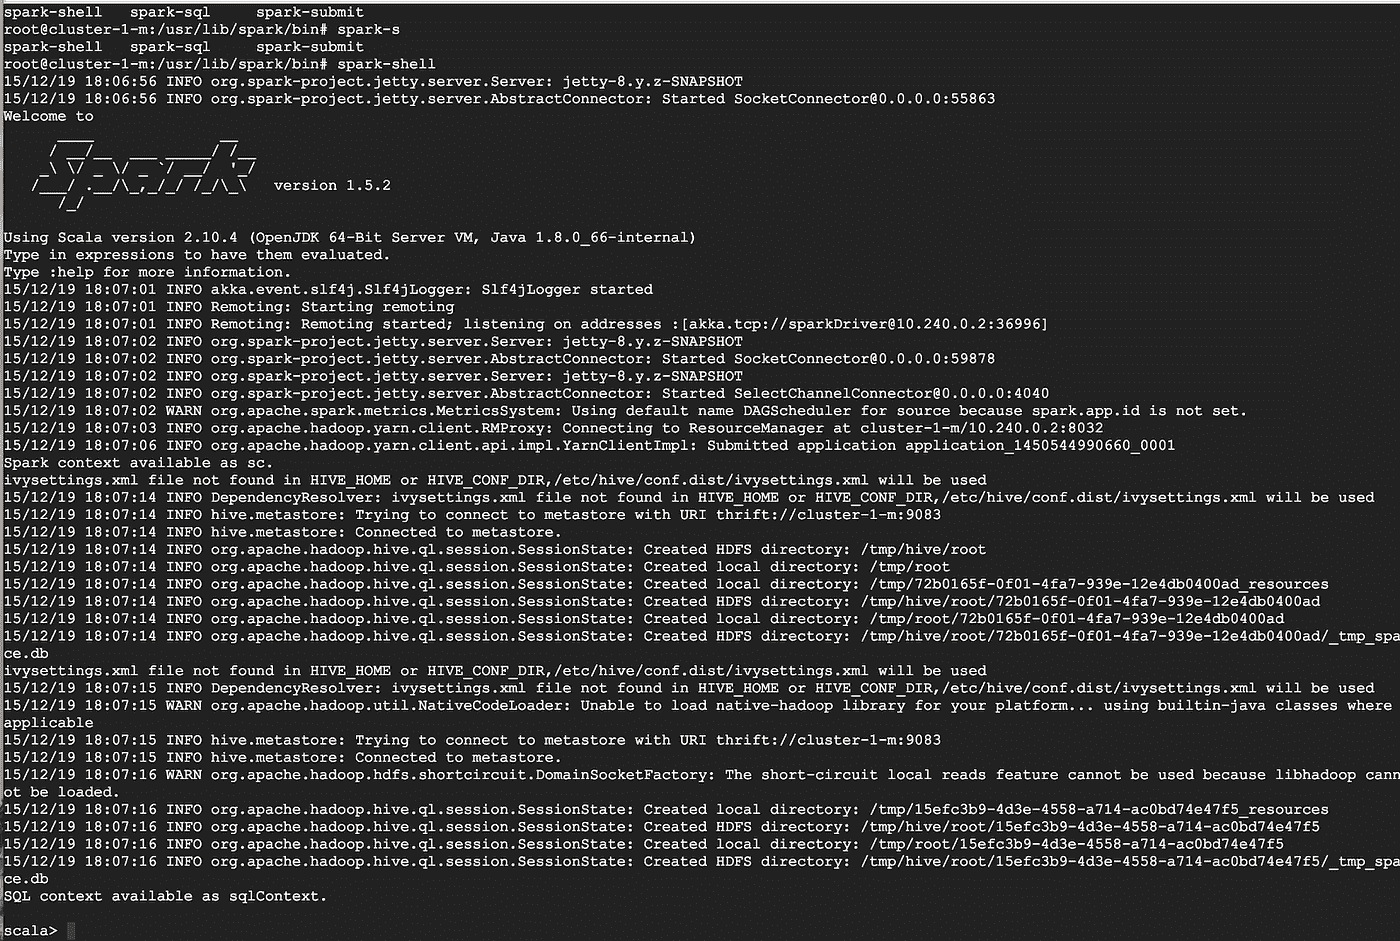 spark-shell   spark-sql     spark-submit
root@cluster-1-m:/usr/lib/spark/bin# spark-s
spark-shell   spark-sql     spark-submit
root@cluster-1-m:/usr/lib/spark/bin# spark-shell
15/12/19 18:06:56 INFO org.spark-project.jetty.server.Server: jetty-8.y.z-SNAPSHOT
15/12/19 18:06:56 INFO org.spark-project.jetty.server.AbstractConnector: Started SocketConnector@0.0.0.0:55863
Welcome to
      ____              __
     / __/__  ___ _____/ /__
    _\ \/ _ \/ _ `/ __/  '_/
   /___/ .__/\_,_/_/ /_/\_\   version 1.5.2
      /_/
Using Scala version 2.10.4 (OpenJDK 64-Bit Server VM, Java 1.8.0_66-internal)
Type in expressions to have them evaluated.
Type :help for more information.
15/12/19 18:07:01 INFO akka.event.slf4j.Slf4jLogger: Slf4jLogger started
15/12/19 18:07:01 INFO Remoting: Starting remoting
15/12/19 18:07:01 INFO Remoting: Remoting started; listening on addresses :[akka.tcp://sparkDriver@10.240.0.2:36996]
15/12/19 18:07:02 INFO org.spark-project.jetty.server.Server: jetty-8.y.z-SNAPSHOT
15/12/19 18:07:02 INFO org.spark-project.jetty.server.AbstractConnector: Started SocketConnector@0.0.0.0:59878
15/12/19 18:07:02 INFO org.spark-project.jetty.server.Server: jetty-8.y.z-SNAPSHOT
15/12/19 18:07:02 INFO org.spark-project.jetty.server.AbstractConnector: Started SelectChannelConnector@0.0.0.0:4040
15/12/19 18:07:02 WARN org.apache.spark.metrics.MetricsSystem: Using default name DAGScheduler for source because spark.app.id is not set.
15/12/19 18:07:03 INFO org.apache.hadoop.yarn.client.RMProxy: Connecting to ResourceManager at cluster-1-m/10.240.0.2:8032
15/12/19 18:07:06 INFO org.apache.hadoop.yarn.client.api.impl.YarnClientImpl: Submitted application application_1450544990660_0001
Spark context available as sc.
ivysettings.xml file not found in HIVE_HOME or HIVE_CONF_DIR,/etc/hive/conf.dist/ivysettings.xml will be used
15/12/19 18:07:14 INFO DependencyResolver: ivysettings.xml file not found in HIVE_HOME or HIVE_CONF_DIR,/etc/hive/conf.dist/ivysettings.xml will be used
15/12/19 18:07:14 INFO hive.metastore: Trying to connect to metastore with URI thrift://cluster-1-m:9083
15/12/19 18:07:14 INFO hive.metastore: Connected to metastore.
15/12/19 18:07:14 INFO org.apache.hadoop.hive.ql.session.SessionState: Created HDFS directory: /tmp/hive/root
15/12/19 18:07:14 INFO org.apache.hadoop.hive.ql.session.SessionState: Created local directory: /tmp/root
15/12/19 18:07:14 INFO org.apache.hadoop.hive.ql.session.SessionState: Created local directory: /tmp/72b0165f-0f01-4fa7-939e-12e4db0400ad_resources
15/12/19 18:07:14 INFO org.apache.hadoop.hive.ql.session.SessionState: Created HDFS directory: /tmp/hive/root/72b0165f-0f01-4fa7-939e-12e4db0400ad
15/12/19 18:07:14 INFO org.apache.hadoop.hive.ql.session.SessionState: Created local directory: /tmp/root/72b0165f-0f01-4fa7-939e-12e4db0400ad
15/12/19 18:07:14 INFO org.apache.hadoop.hive.ql.session.SessionState: Created HDFS directory: /tmp/hive/root/72b0165f-0f01-4fa7-939e-12e4db0400ad/_tmp_spa
ce.db
ivysettings.xml file not found in HIVE_HOME or HIVE_CONF_DIR,/etc/hive/conf.dist/ivysettings.xml will be used
15/12/19 18:07:15 INFO DependencyResolver: ivysettings.xml file not found in HIVE_HOME or HIVE_CONF_DIR,/etc/hive/conf.dist/ivysettings.xml will be used
15/12/19 18:07:15 WARN org.apache.hadoop.util.NativeCodeLoader: Unable to load native-hadoop library for your platform... using builtin-java classes where
applicable
15/12/19 18:07:15 INFO hive.metastore: Trying to connect to metastore with URI thrift://cluster-1-m:9083
15/12/19 18:07:15 INFO hive.metastore: Connected to metastore.
15/12/19 18:07:16 WARN org.apache.hadoop.hdfs.shortcircuit.DomainSocketFactory: The short-circuit local reads feature cannot be used because libhadoop cann
ot be loaded.
15/12/19 18:07:16 INFO org.apache.hadoop.hive.ql.session.SessionState: Created local directory: /tmp/15efc3b9-4d3e-4558-a714-ac0bd74e47f5_resources
15/12/19 18:07:16 INFO org.apache.hadoop.hive.ql.session.SessionState: Created HDFS directory: /tmp/hive/root/15efc3b9-4d3e-4558-a714-ac0bd74e47f5
15/12/19 18:07:16 INFO org.apache.hadoop.hive.ql.session.SessionState: Created local directory: /tmp/root/15efc3b9-4d3e-4558-a714-ac0bd74e47f5
15/12/19 18:07:16 INFO org.apache.hadoop.hive.ql.session.SessionState: Created HDFS directory: /tmp/hive/root/15efc3b9-4d3e-4558-a714-ac0bd74e47f5/_tmp_spa
ce.db
SQL context available as sqlContext.
scala>